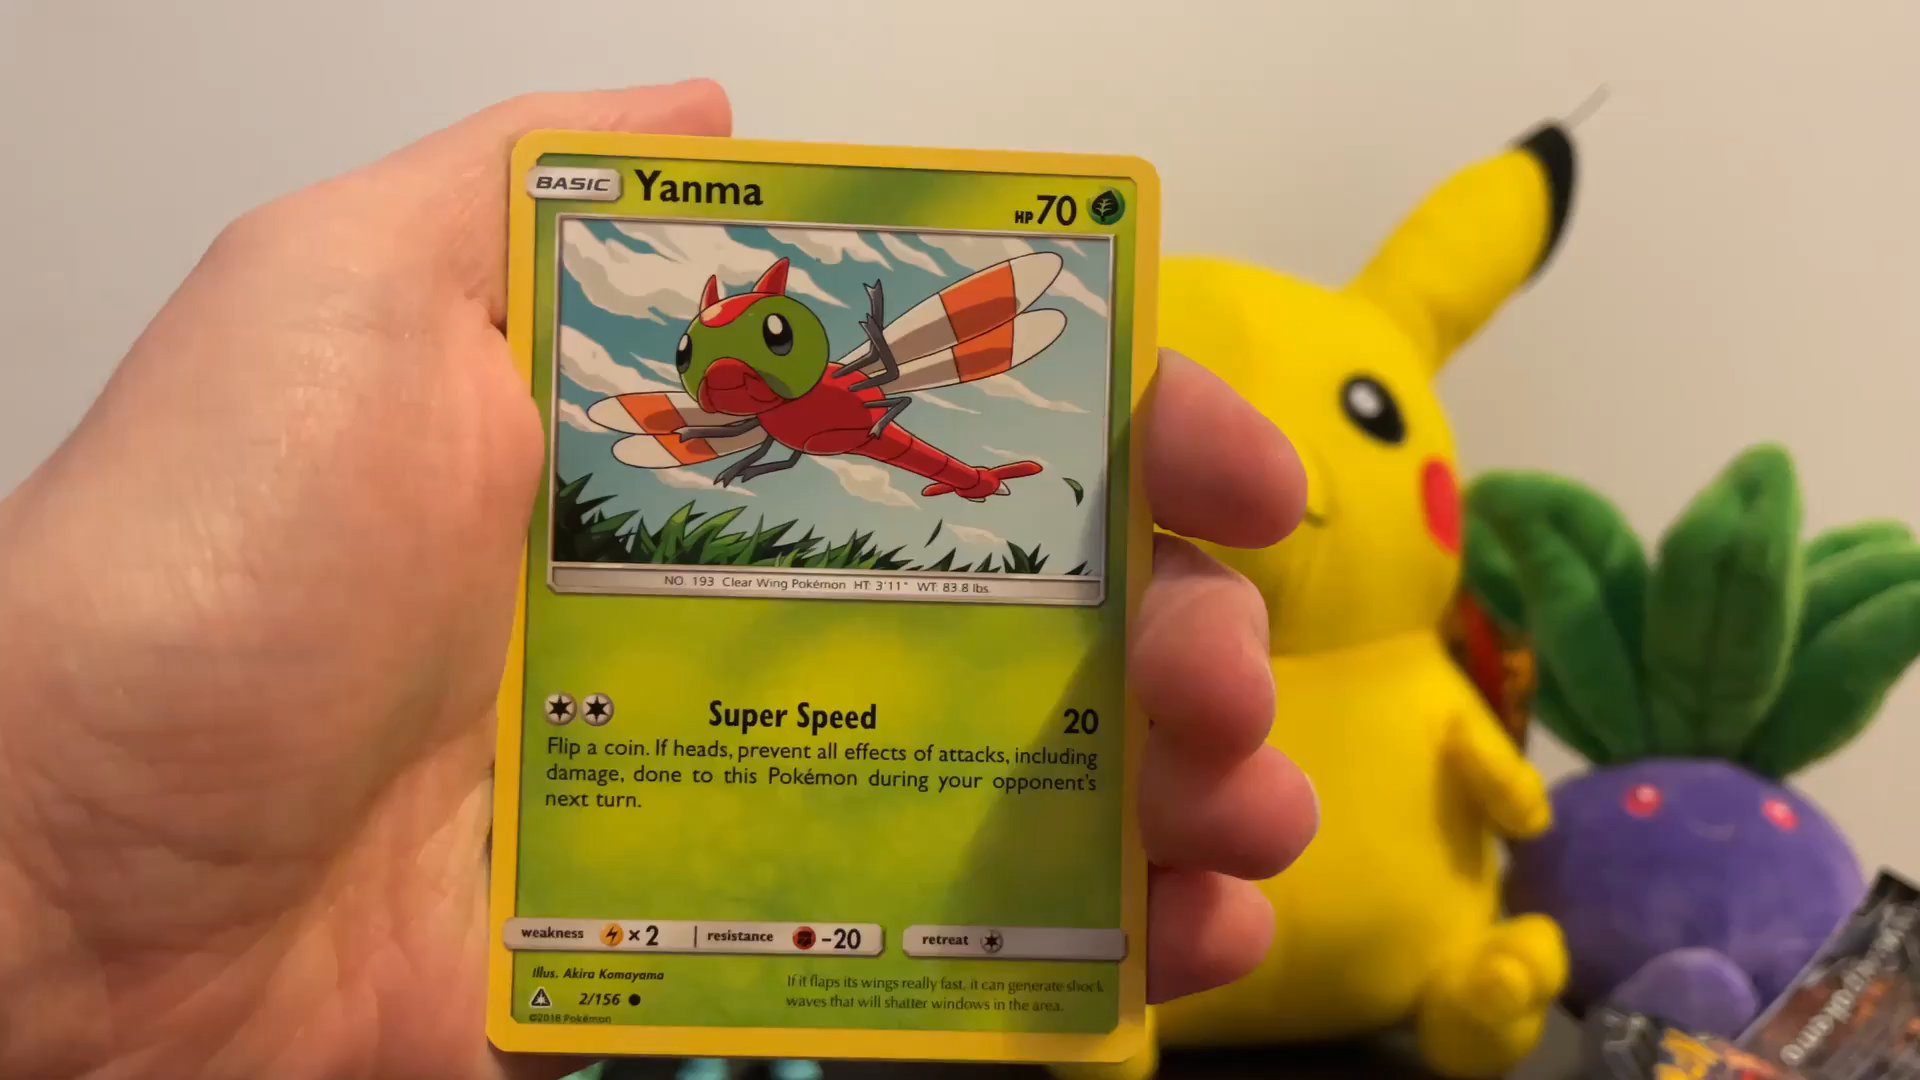 BASIC Yanma HP 70
NO. 193 Clear Wing Pokémon HT: 3'11" WT: 83.8 lbs.
Super Speed 20
Flip a coin. If heads, prevent all effects of attacks, including
damage, done to this Pokémon during your opponent's
next turn.
weakness ×2 resistance -20 retreat
Illus. Akira Komayama
2/156
©2018 Pokémon
If it flaps its wings really fast, it can generate shock
waves that will shatter windows in the area.